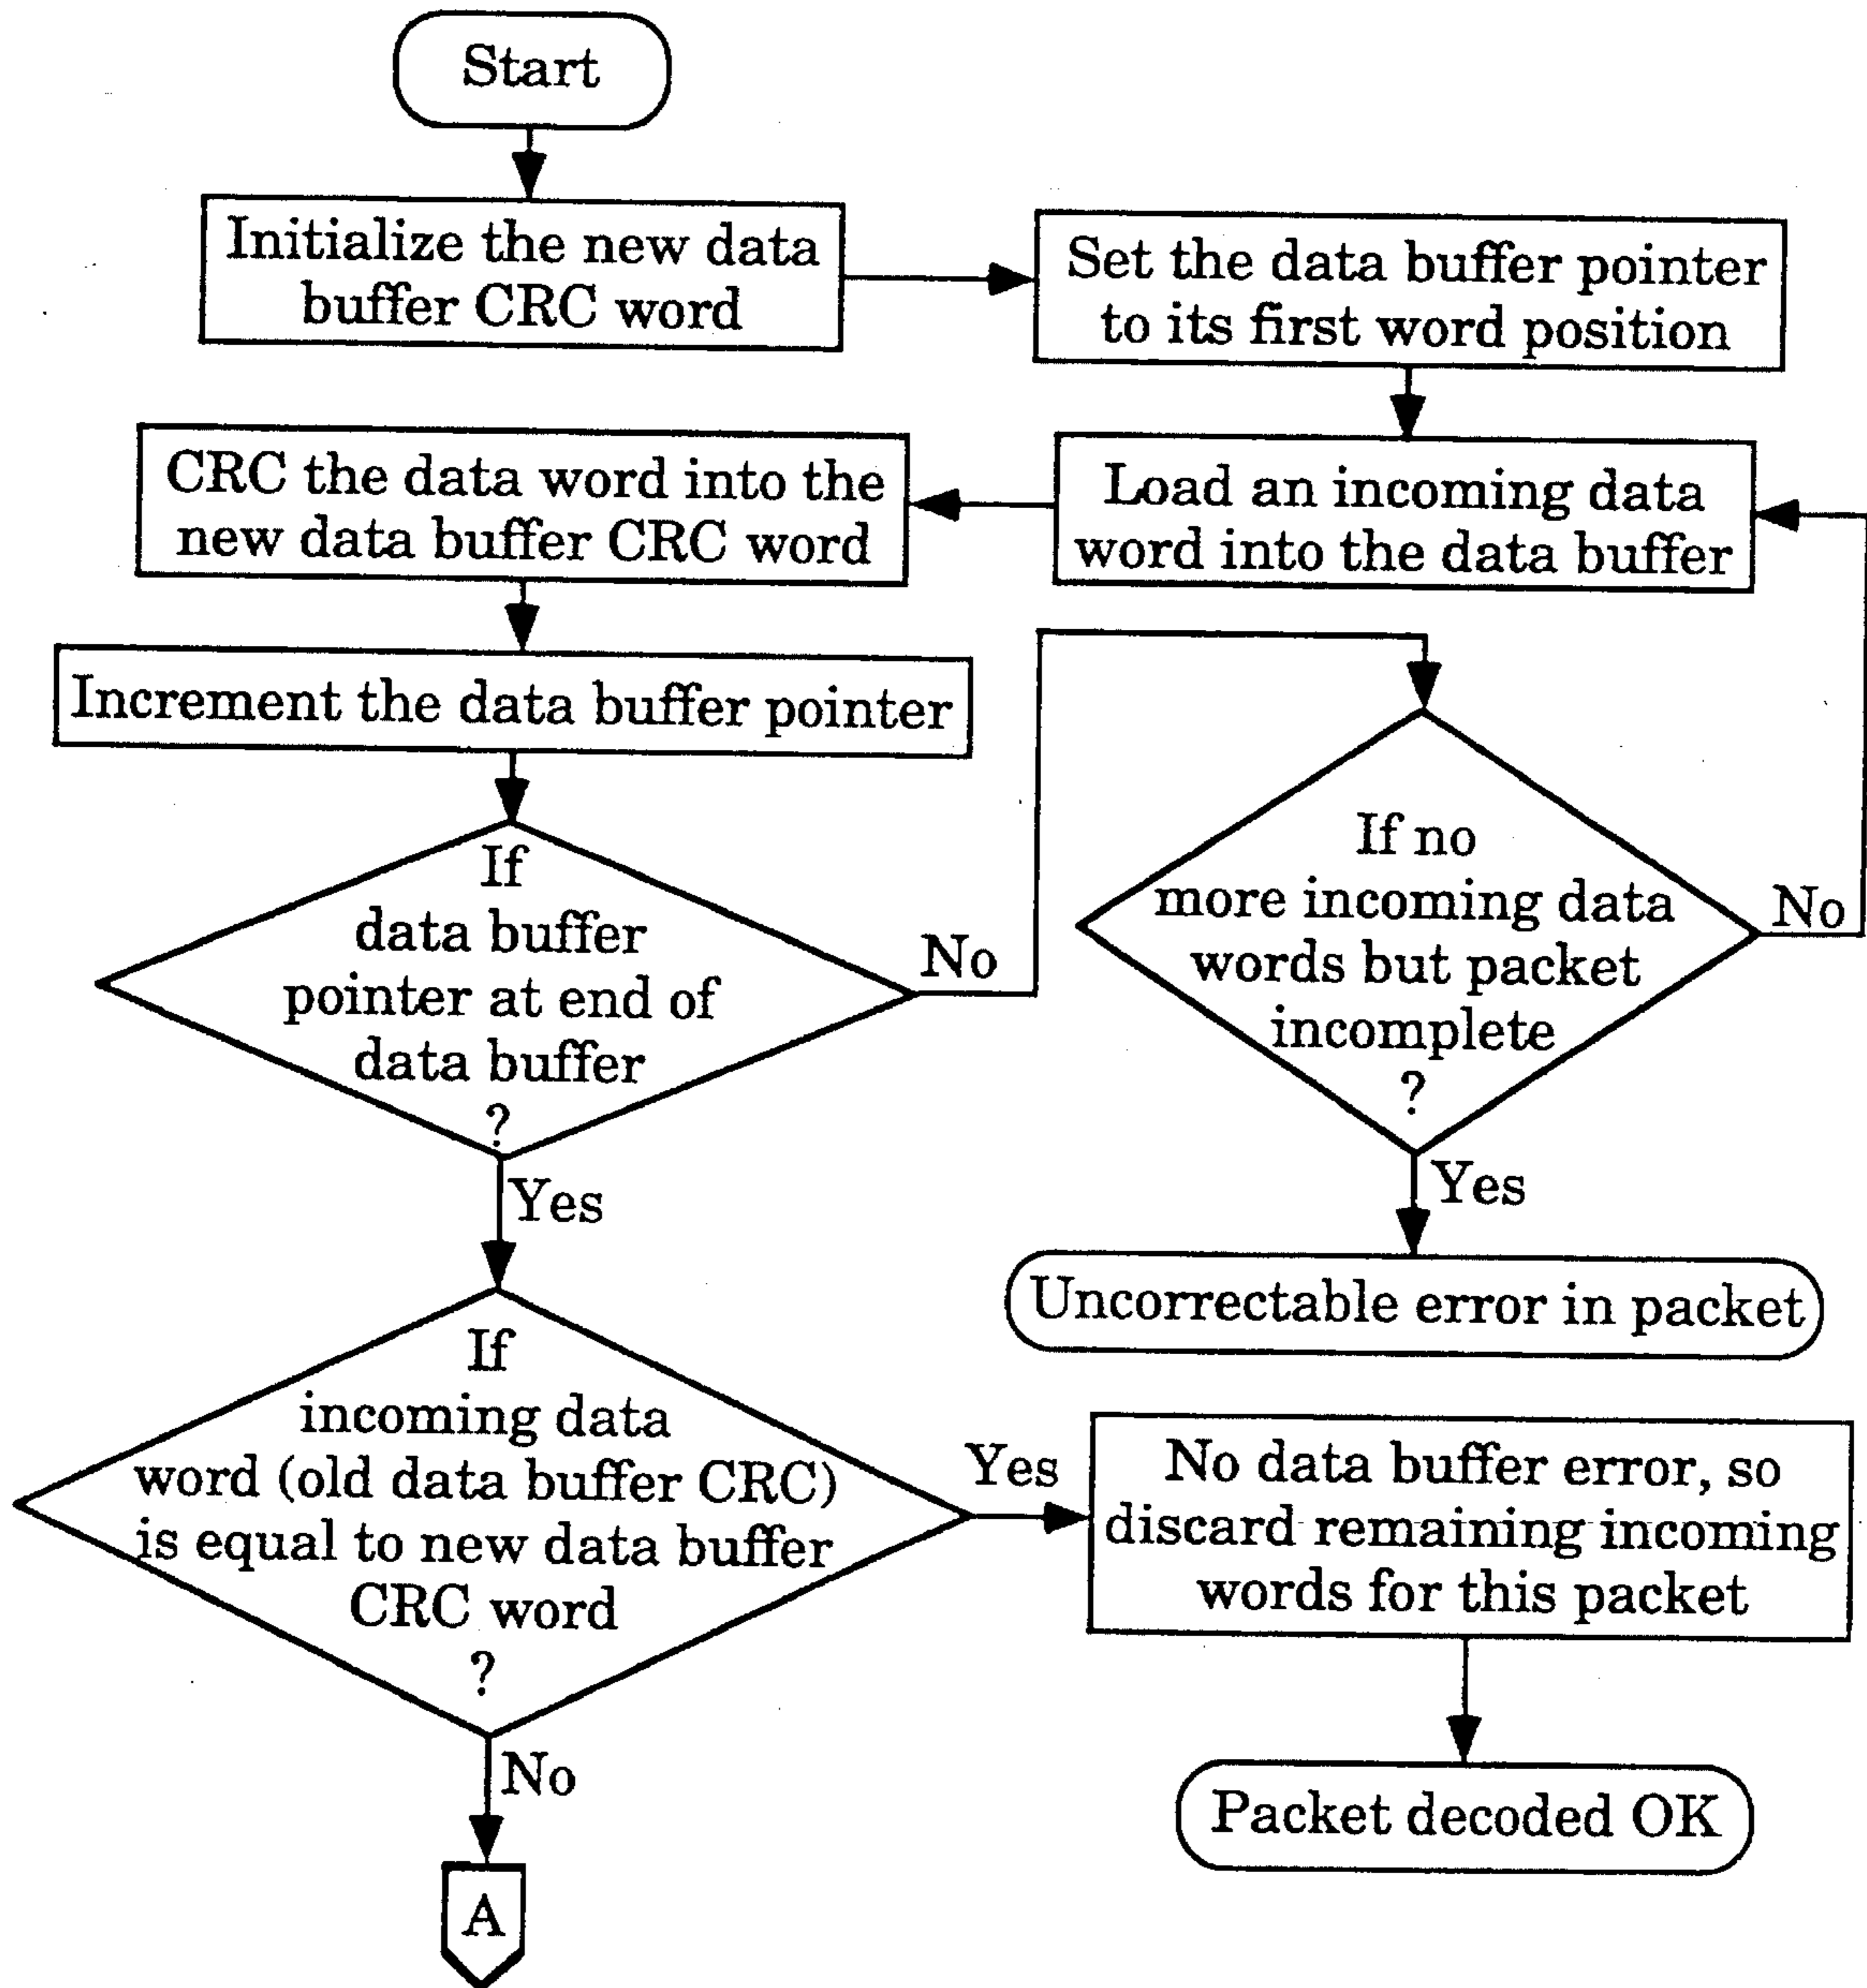 Start
Initialize the new data
buffer CRC word
Set the data buffer pointer
to its first word position
CRC the data word into the
new data buffer CRC word
Load an incoming data
word into the data buffer
Increment the data buffer pointer
If
data buffer
pointer at end of
data buffer
?
No
If no
more incoming data
words but packet
incomplete
?
No
Yes
Yes
Uncorrectable error in packet
If
incoming data
word (old data buffer CRC)
is equal to new data buffer
CRC word
?
Yes
No data buffer error, so
discard remaining incoming
words for this packet
No
Packet decoded OK
A